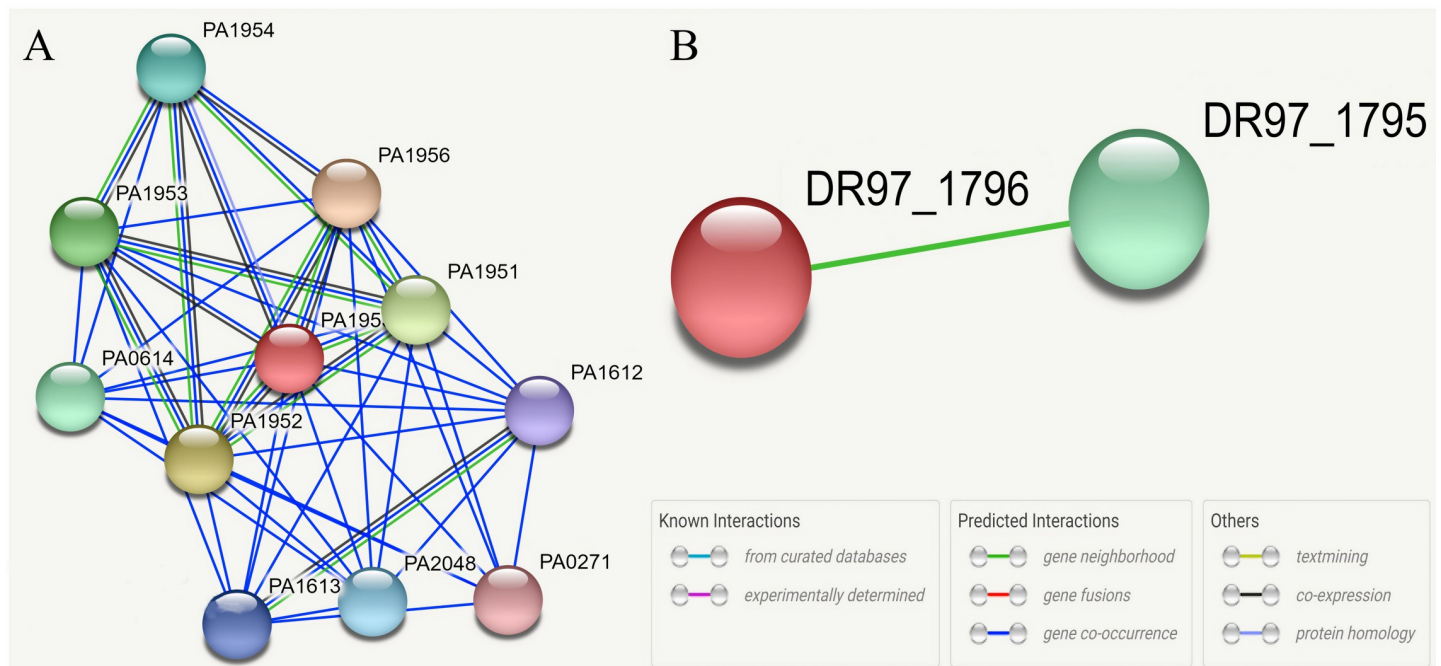 A
PA1954
PA1956
PA1953
PA1951
PA195
PA0614
PA1612
PA1952
PA2048
PA0271
PA1613
B
DR97_1795
DR97_1796
Known Interactions
from curated databases
experimentally determined
Predicted Interactions
gene neighborhood
gene fusions
gene co-occurrence
Others
textmining
co-expression
protein homology